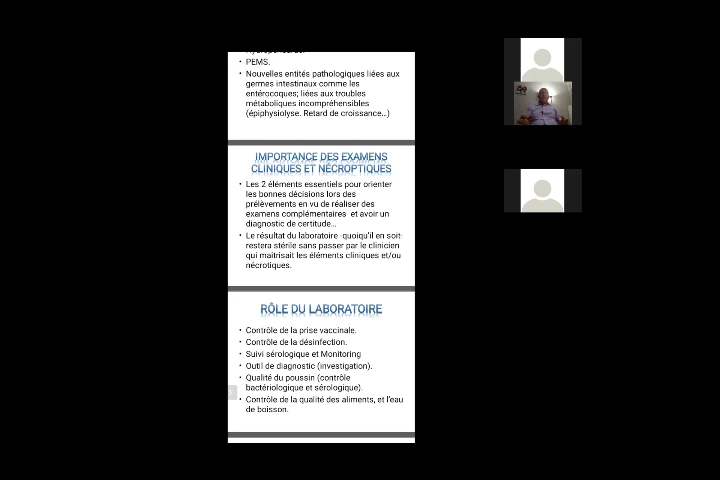 • PEMS.
• Nouvelles entités pathologiques liées aux
germes intestinaux comme les
entérocoques; liées aux troubles
métaboliques incompréhensibles
(épiphysiolyse. Retard de croissance…)
IMPORTANCE DES EXAMENS
CLINIQUES ET NÉCROPTIQUES
• Les 2 éléments essentiels pour orienter
les bonnes décisions lors des
prélèvements en vu de réaliser des
examens complémentaires et avoir un
diagnostic de certitude…
• Le résultat du laboratoire -quoiqu'il en soit-
restera stérile sans passer par le clinicien
qui maitrisait les éléments cliniques et/ou
nécrotiques.
RÔLE DU LABORATOIRE
• Contrôle de la prise vaccinale.
• Contrôle de la désinfection.
• Suivi sérologique et Monitoring
• Outil de diagnostic (investigation).
• Qualité du poussin (contrôle
bactériologique et sérologique).
• Contrôle de la qualité des aliments, et l'eau
de boisson.